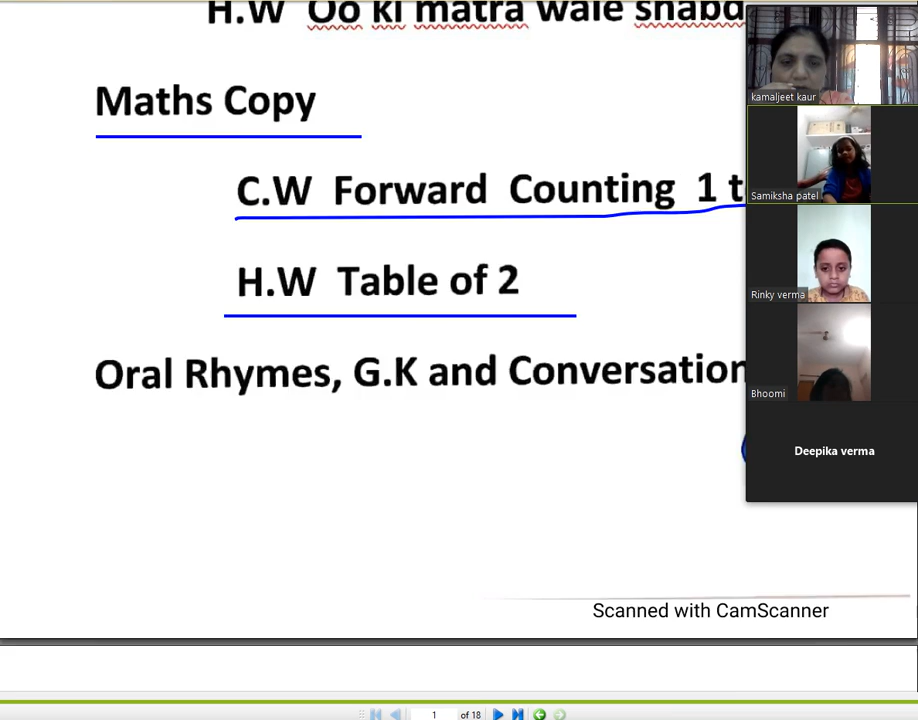 H.W Oo ki matra wale shabd
Maths Copy
C.W Forward Counting 1 t
H.W Table of 2
Oral Rhymes, G.K and Conversation
Scanned with CamScanner
kamaljeet kaur
Samiksha patel
Rinky verma
Bhoomi
Deepika verma
1 of 18